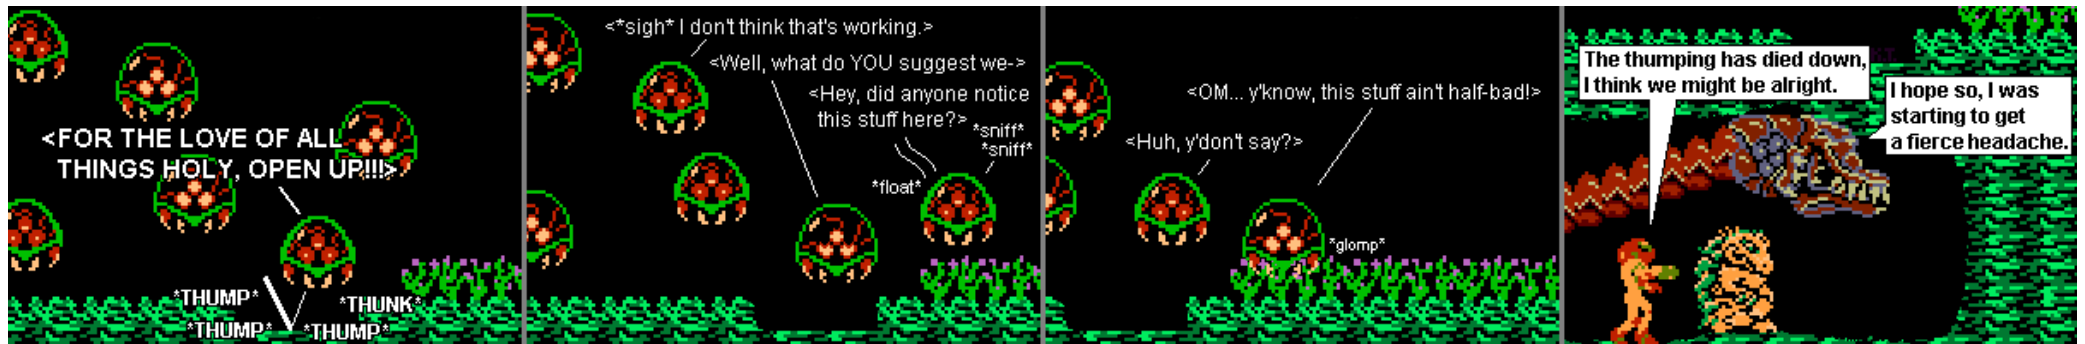 <FOR THE LOVE OF ALL
THINGS HOLY, OPEN UP!!!>
*THUMP*
*THUNK*
*THUMP*
*THUMP*
<*sigh* I don't think that's working.>
<Well, what do YOU suggest we->
<Hey, did anyone notice
this stuff here?>
*sniff*
*sniff*
*float*
<OM... y'know, this stuff ain't half-bad!>
<Huh, y'don't say?>
*glomp*
The thumping has died down,
I think we might be alright.
I hope so, I was
starting to get
a fierce headache.